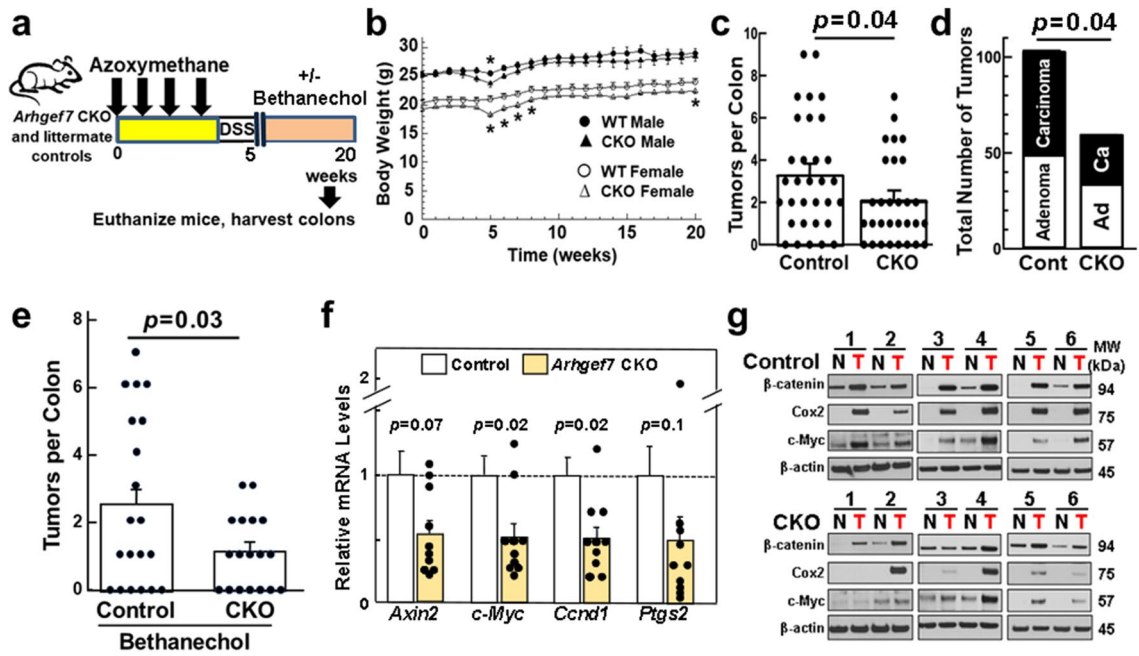 a
Azoxymethane
+/-
Bethanechol
Arhgef7 CKO
and littermate
controls
DSS
0
5
20
weeks
Euthanize mice, harvest colons
b
Body Weight (g)
30
25
20
15
10
5
0
*
* * * *
*
WT Male
CKO Male
WT Female
CKO Female
0 5 10 15 20
Time (weeks)
c
p=0.04
Tumors per Colon
10
8
6
4
2
0
Control CKO
d
p=0.04
Total Number of Tumors
100
50
0
Carcinoma
Adenoma
Ca
Ad
Cont CKO
e
p=0.03
Tumors per Colon
8
6
4
2
0
Control CKO
Bethanechol
f
Control Arhgef7 CKO
Relative mRNA Levels
2
1
0
p=0.07 p=0.02 p=0.02 p=0.1
Axin2 c-Myc Ccnd1 Ptgs2
g
1 2 3 4 5 6 MW
Control N T N T N T N T N T N T (kDa)
β-catenin 94
Cox2 75
c-Myc 57
β-actin 45
1 2 3 4 5 6
CKO N T N T N T N T N T N T
β-catenin 94
Cox2 75
c-Myc 57
β-actin 45